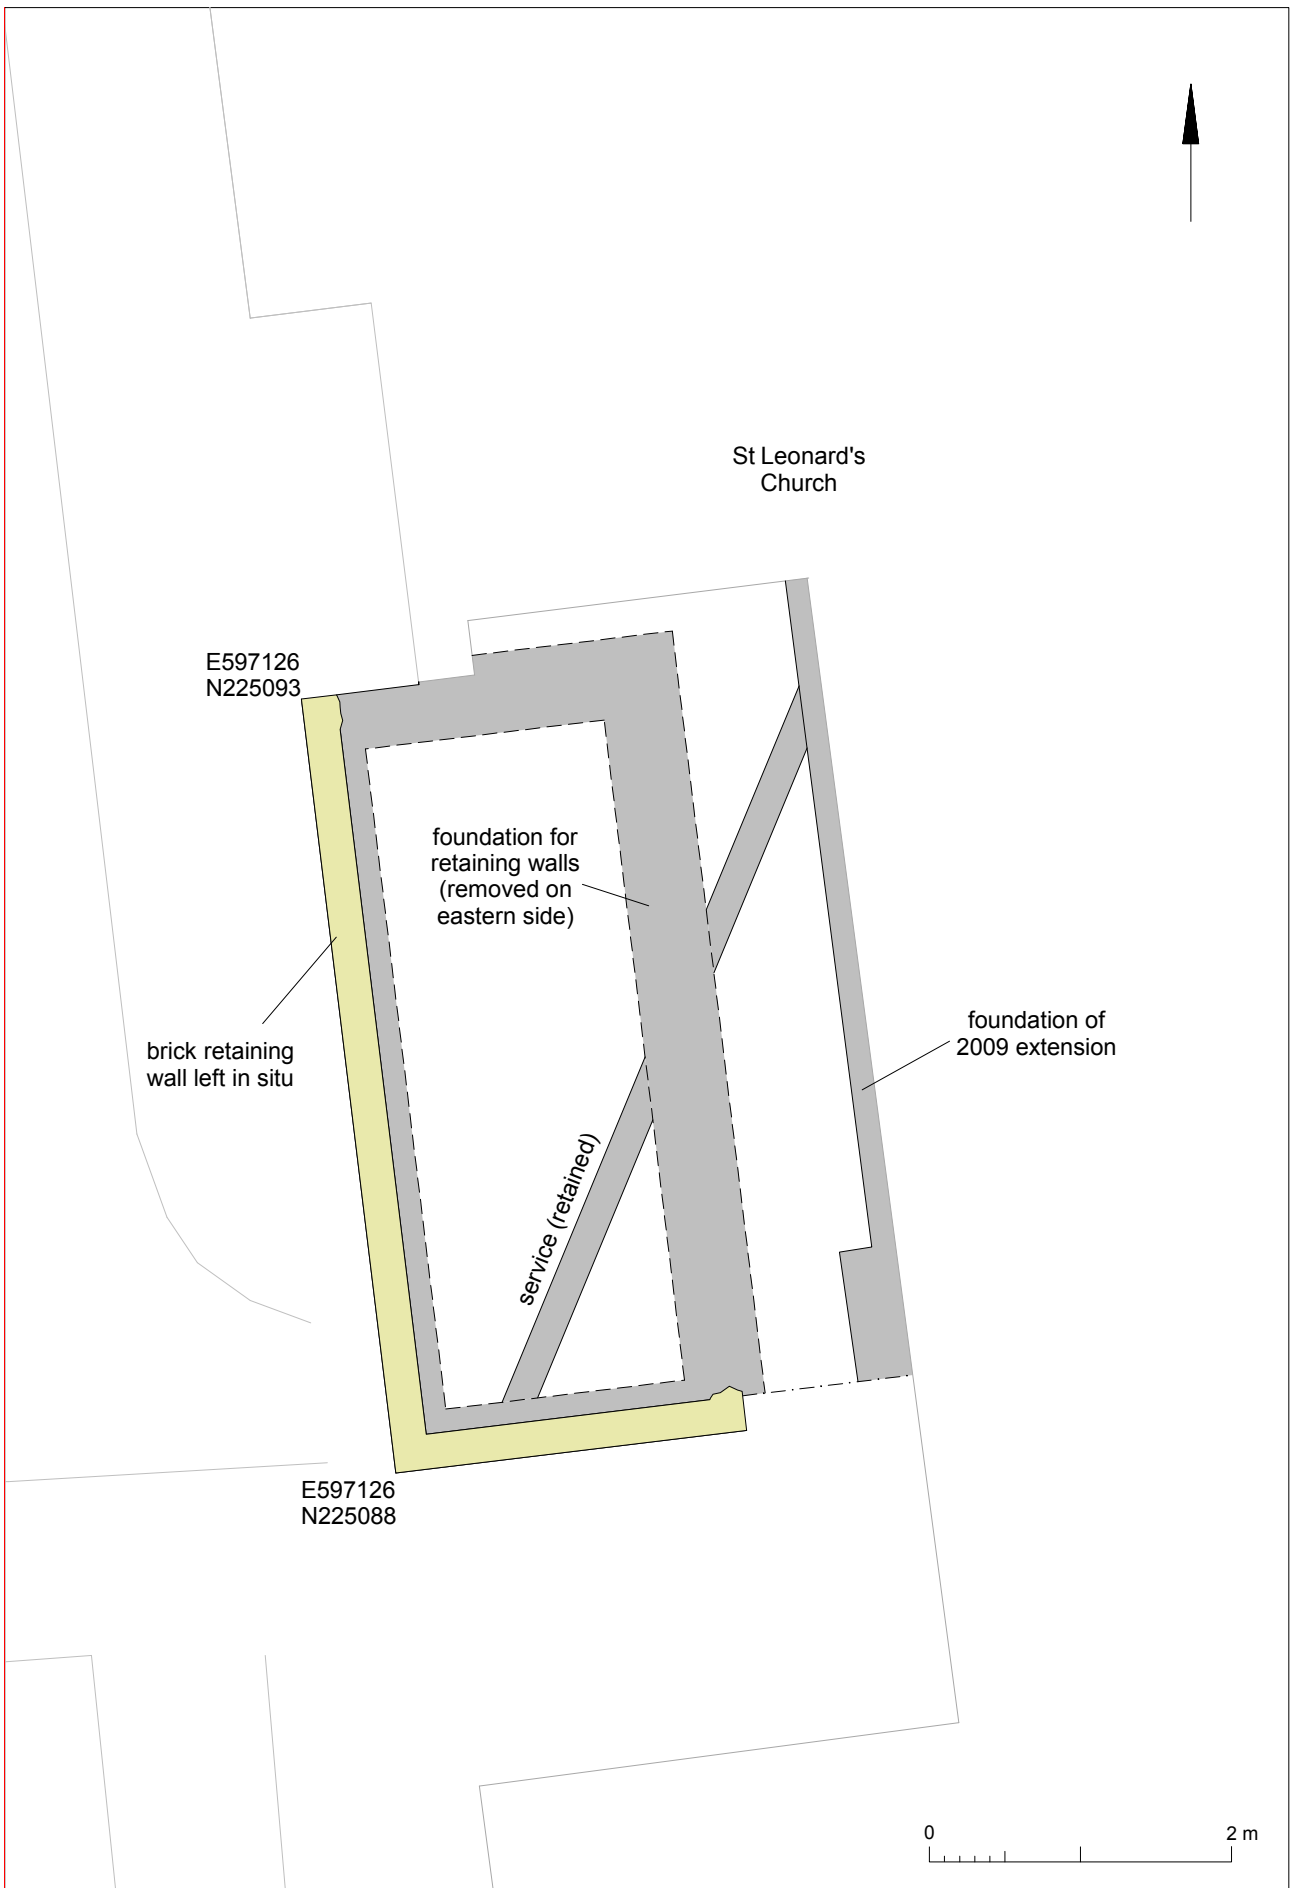 St Leonard's
Church
E597126
N225093
foundation for
retaining walls
(removed on
eastern side)
brick retaining
wall left in situ
foundation of
2009 extension
service (retained)
E597126
N225088
0 2 m